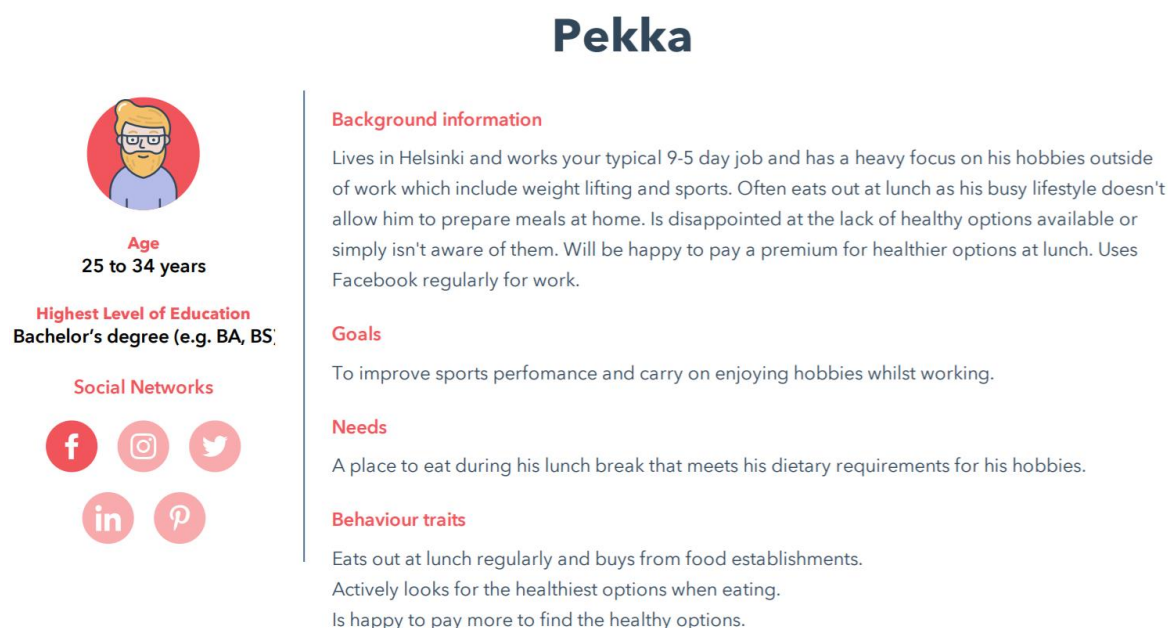 Pekka
Age
25 to 34 years
Highest Level of Education
Bachelor's degree (e.g. BA, BS)
Social Networks
f
in
Background information
Lives in Helsinki and works your typical 9-5 day job and has a heavy focus on his hobbies outside
of work which include weight lifting and sports. Often eats out at lunch as his busy lifestyle doesn't
allow him to prepare meals at home. Is disappointed at the lack of healthy options available or
simply isn't aware of them. Will be happy to pay a premium for healthier options at lunch. Uses
Facebook regularly for work.
Goals
To improve sports perfomance and carry on enjoying hobbies whilst working.
Needs
A place to eat during his lunch break that meets his dietary requirements for his hobbies.
Behaviour traits
Eats out at lunch regularly and buys from food establishments.
Actively looks for the healthiest options when eating.
Is happy to pay more to find the healthy options.